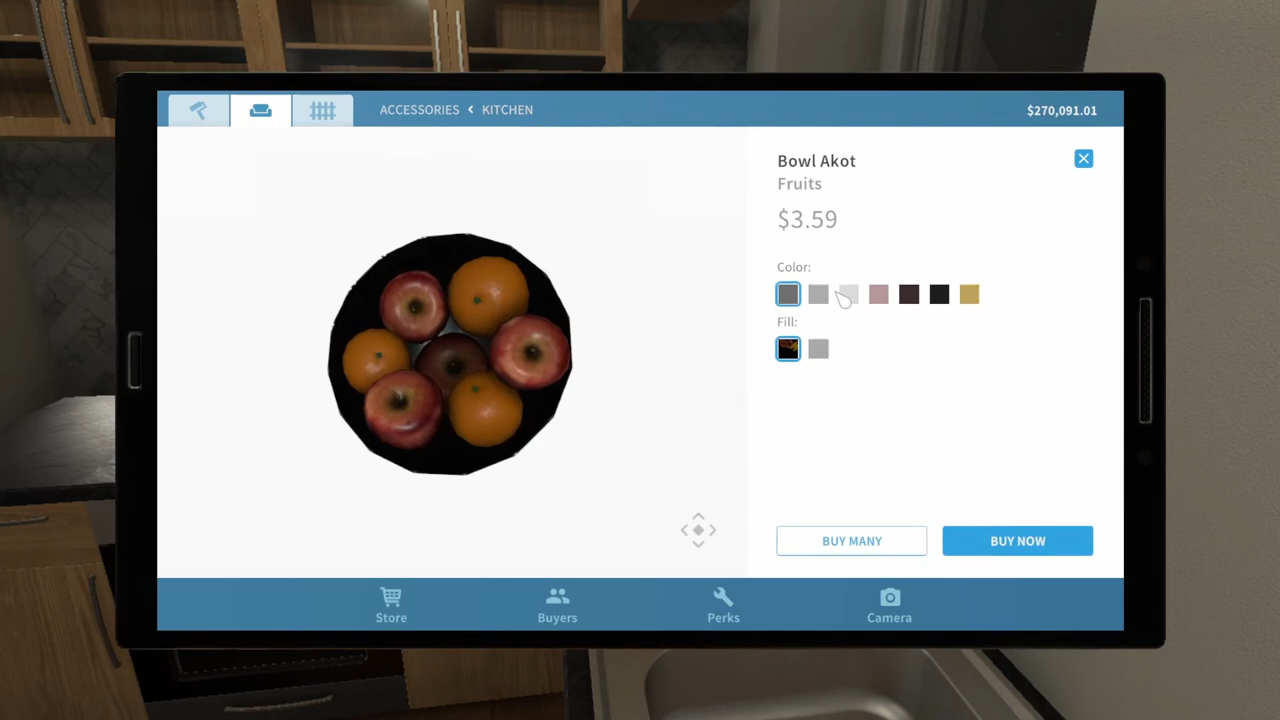 ACCESSORIES < KITCHEN
$270,091.01
Bowl Akot
Fruits
$3.59
Color:
Fill:
BUY MANY
BUY NOW
Store
Buyers
Perks
Camera